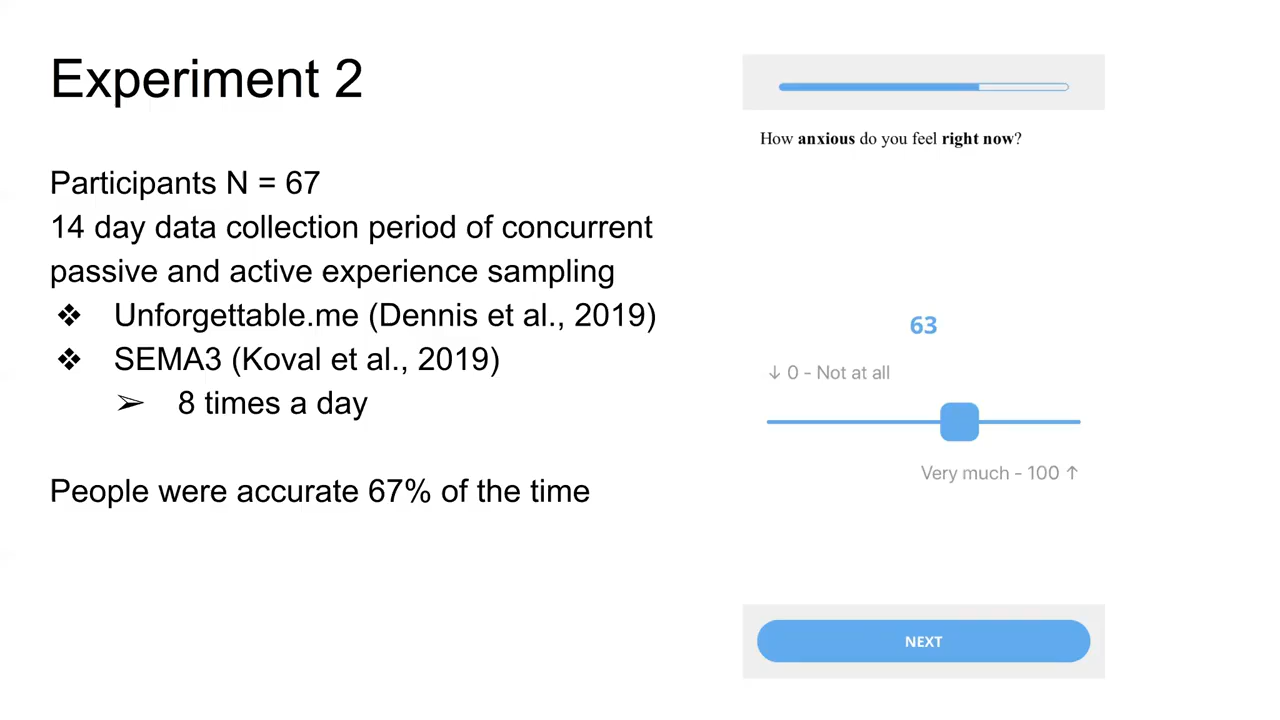 Experiment 2
Participants N = 67
14 day data collection period of concurrent
passive and active experience sampling
❖ Unforgettable.me (Dennis et al., 2019)
❖ SEMA3 (Koval et al., 2019)
➢ 8 times a day
People were accurate 67% of the time
How anxious do you feel right now?
63
↓ 0 - Not at all
Very much - 100 ↑
NEXT